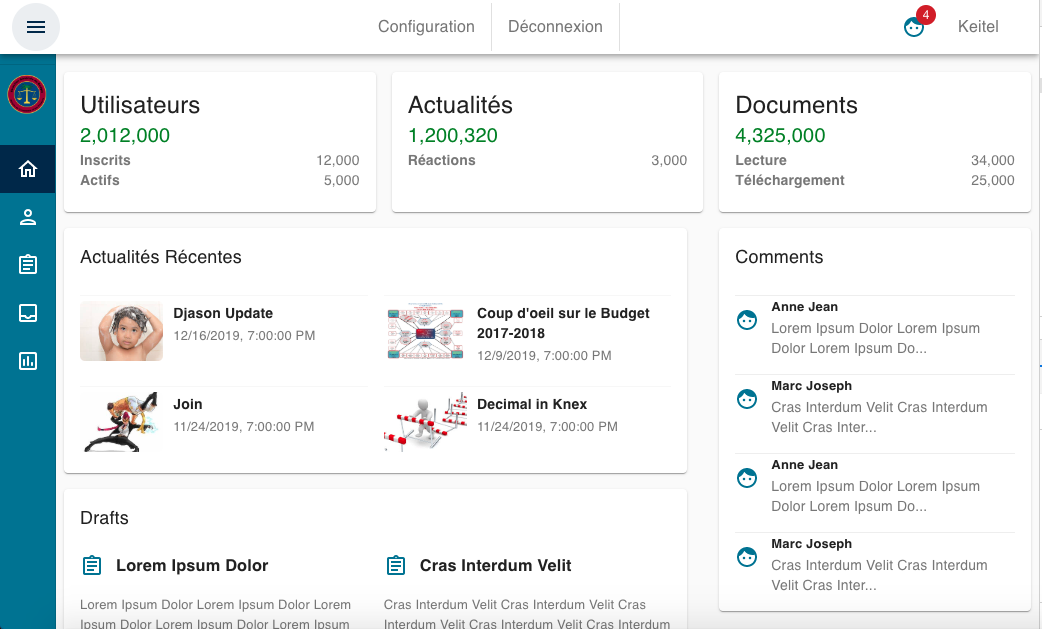 Configuration
Déconnexion
4
Keitel
Utilisateurs
2,012,000
Inscrits 12,000
Actifs 5,000
Actualités
1,200,320
Réactions 3,000
Documents
4,325,000
Lecture 34,000
Téléchargement 25,000
Actualités Récentes
Djason Update
12/16/2019, 7:00:00 PM
Coup d'oeil sur le Budget
2017-2018
12/9/2019, 7:00:00 PM
Join
11/24/2019, 7:00:00 PM
Decimal in Knex
11/24/2019, 7:00:00 PM
Comments
Anne Jean
Lorem Ipsum Dolor Lorem Ipsum
Dolor Lorem Ipsum Do...
Marc Joseph
Cras Interdum Velit Cras Interdum
Velit Cras Inter...
Anne Jean
Lorem Ipsum Dolor Lorem Ipsum
Dolor Lorem Ipsum Do...
Marc Joseph
Cras Interdum Velit Cras Interdum
Velit Cras Inter...
Drafts
Lorem Ipsum Dolor
Lorem Ipsum Dolor Lorem Ipsum Dolor Lorem
Ipsum Dolor Lorem Ipsum Dolor Lorem Ipsum
Cras Interdum Velit
Cras Interdum Velit Cras Interdum Velit Cras
Interdum Velit Cras Interdum Velit Cras Interdum